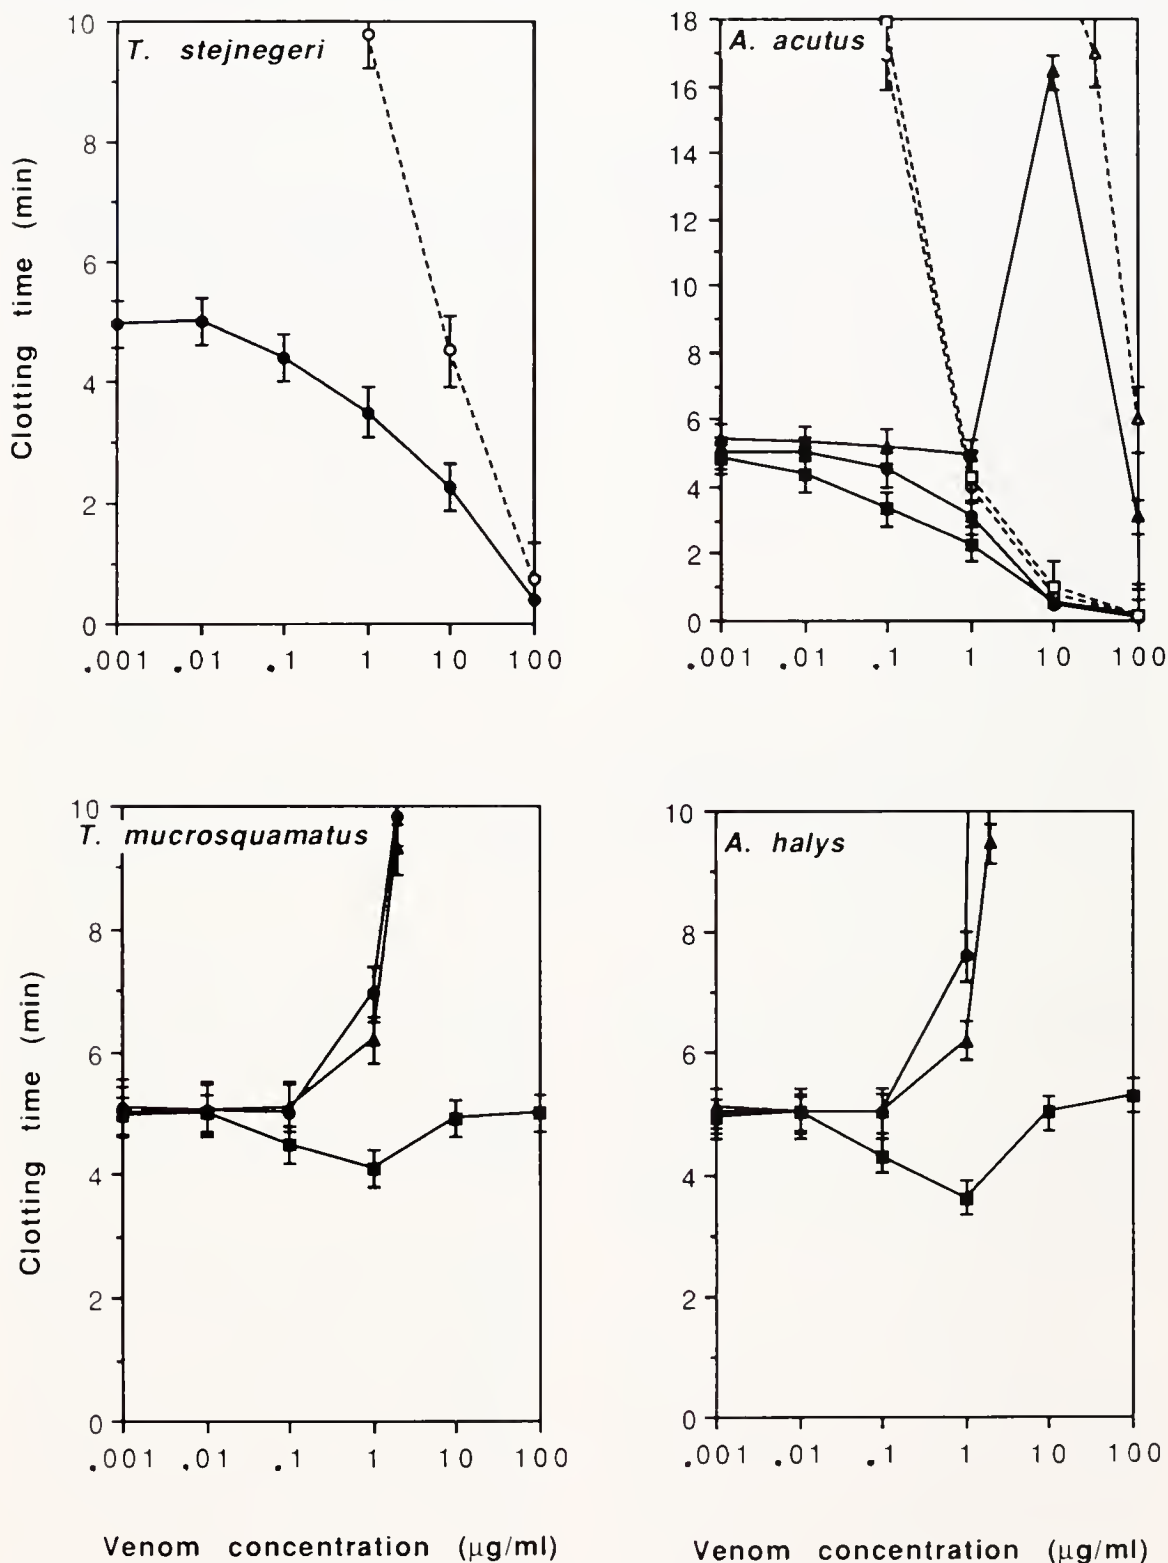 T. stejnegeri
10
8
6
4
2
0
.001 .01 .1 1 10 100
Clotting time (min)
A. acutus
18
16
14
12
10
8
6
4
2
0
.001 .01 .1 1 10 100
T. mucrosquamatus
10
8
6
4
2
0
.001 .01 .1 1 10 100
Clotting time (min)
Venom concentration (µg/ml)
A. halys
10
8
6
4
2
0
.001 .01 .1 1 10 100
Venom concentration (µg/ml)